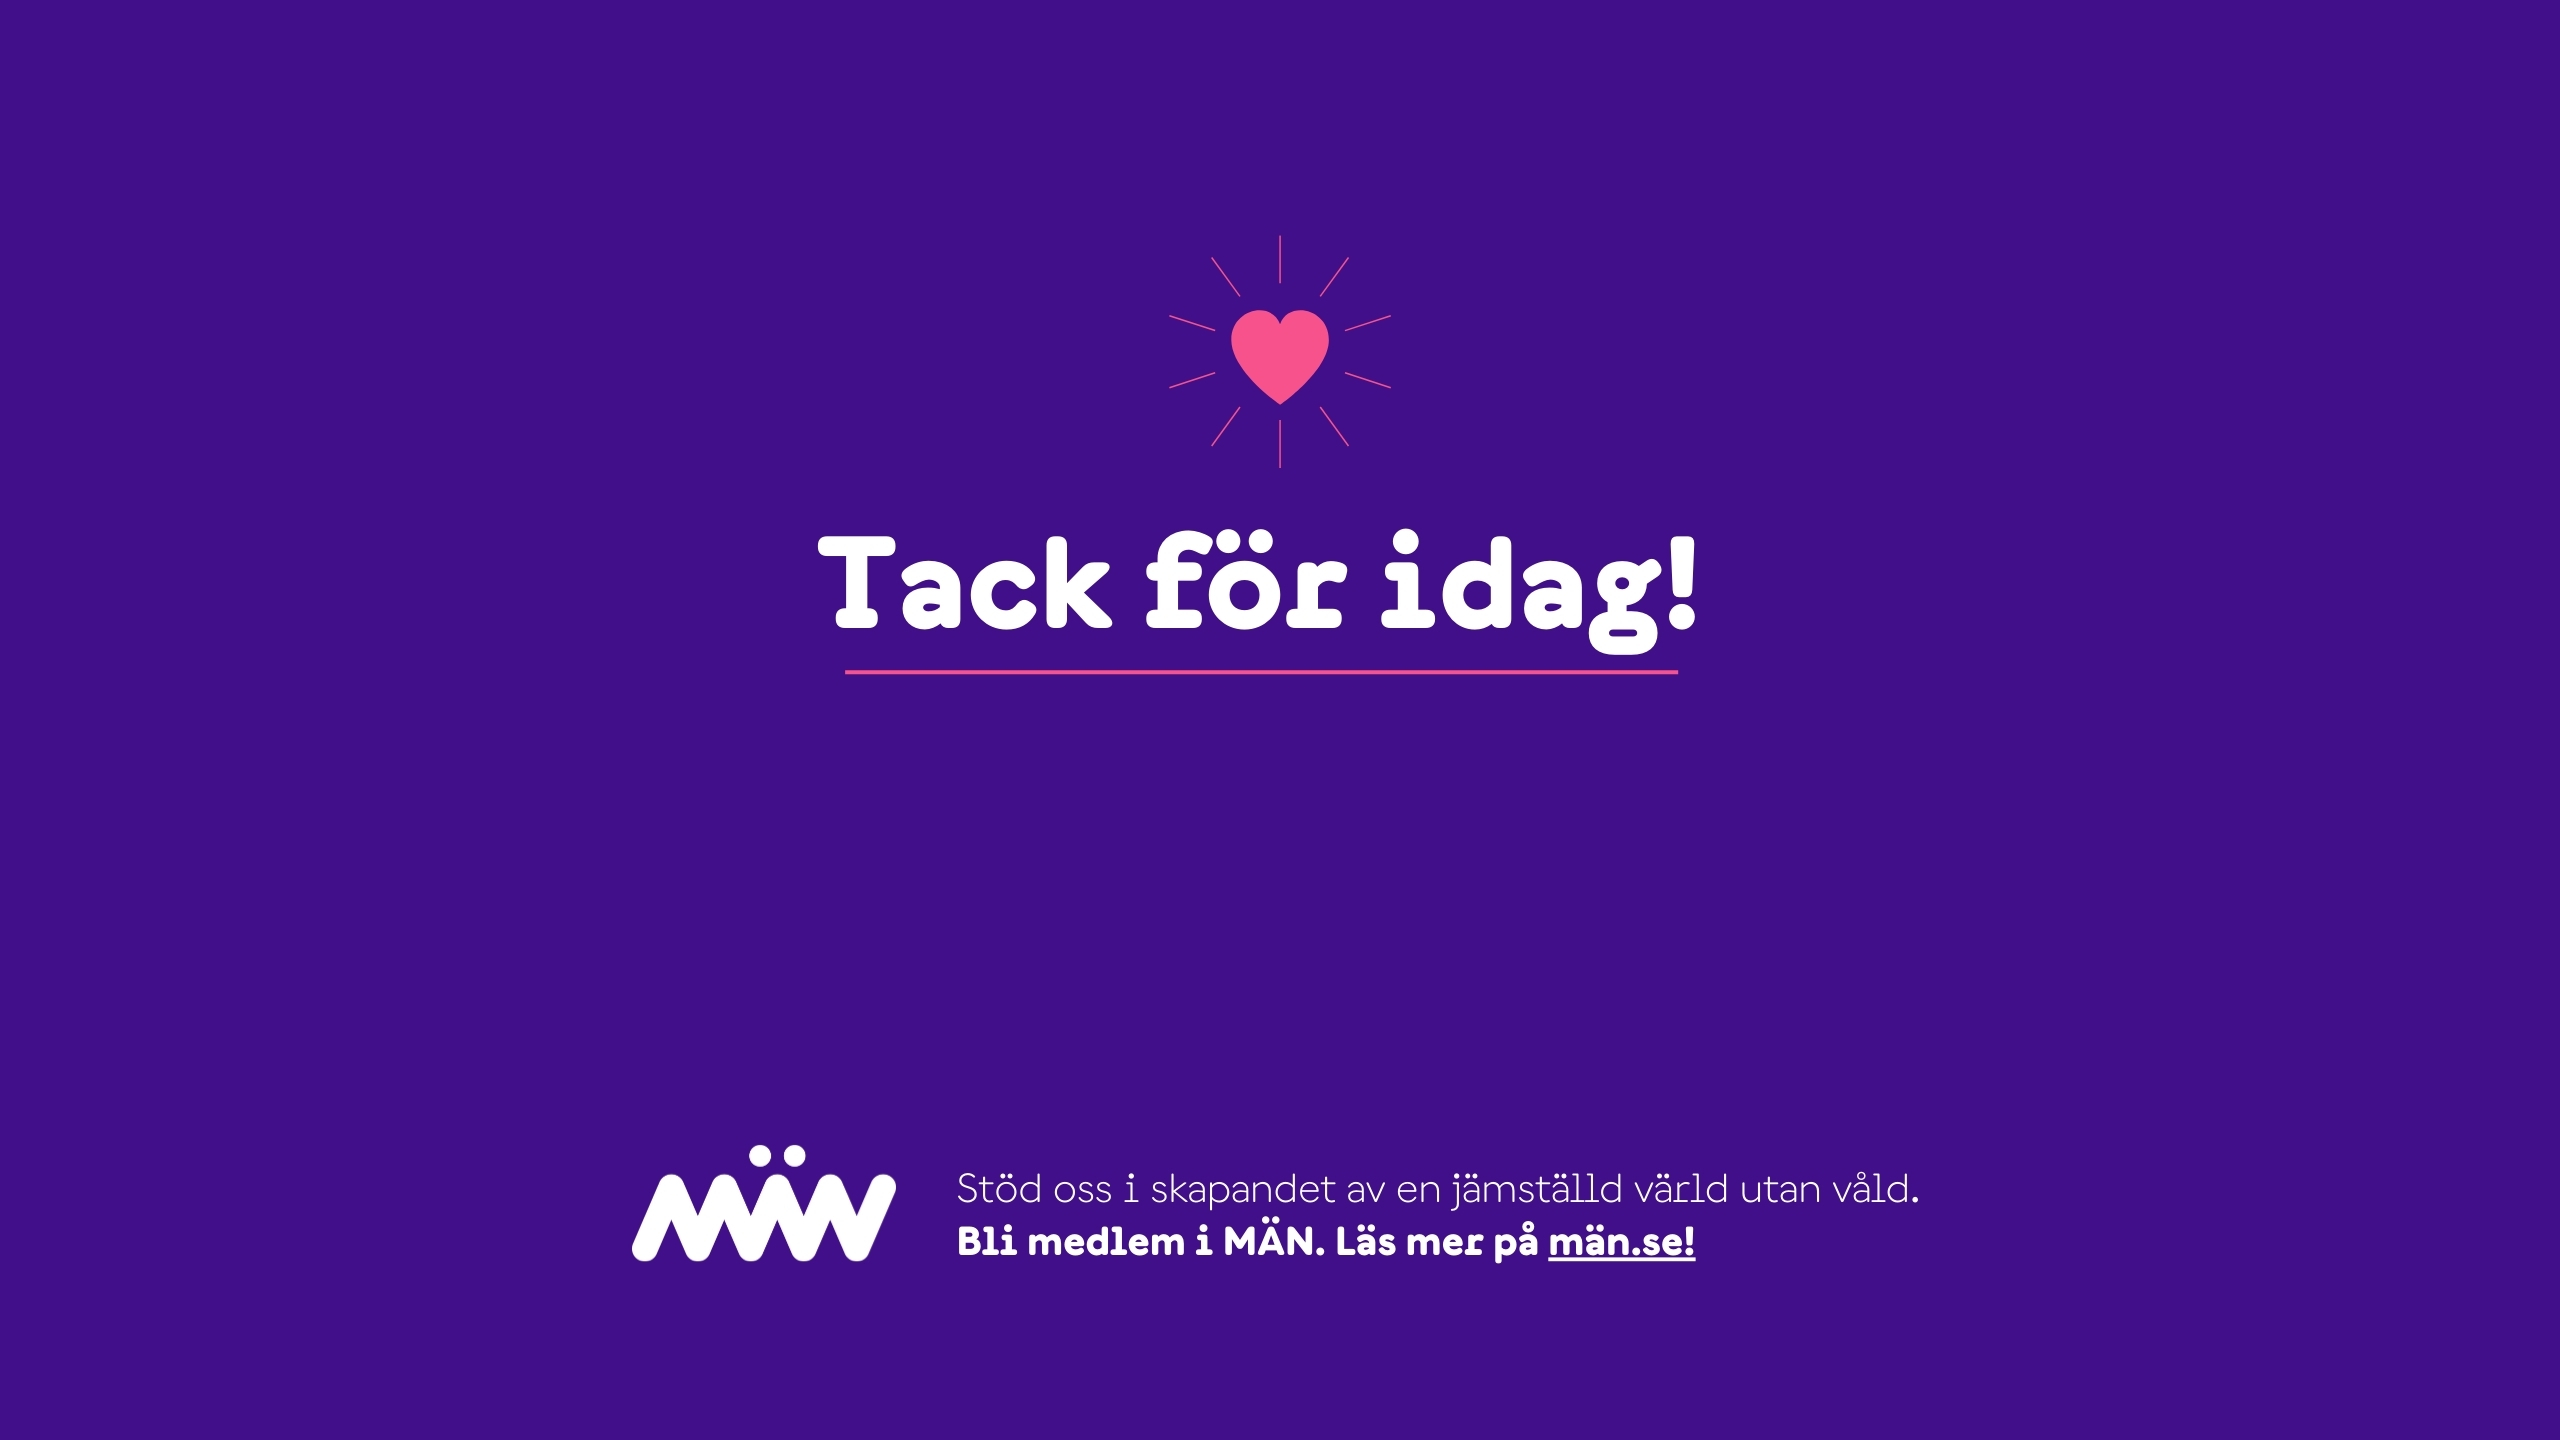 Tack för idag!
MÄN
Stöd oss i skapandet av en jämställd värld utan våld.
Bli medlem i MÄN. Läs mer på män.se!